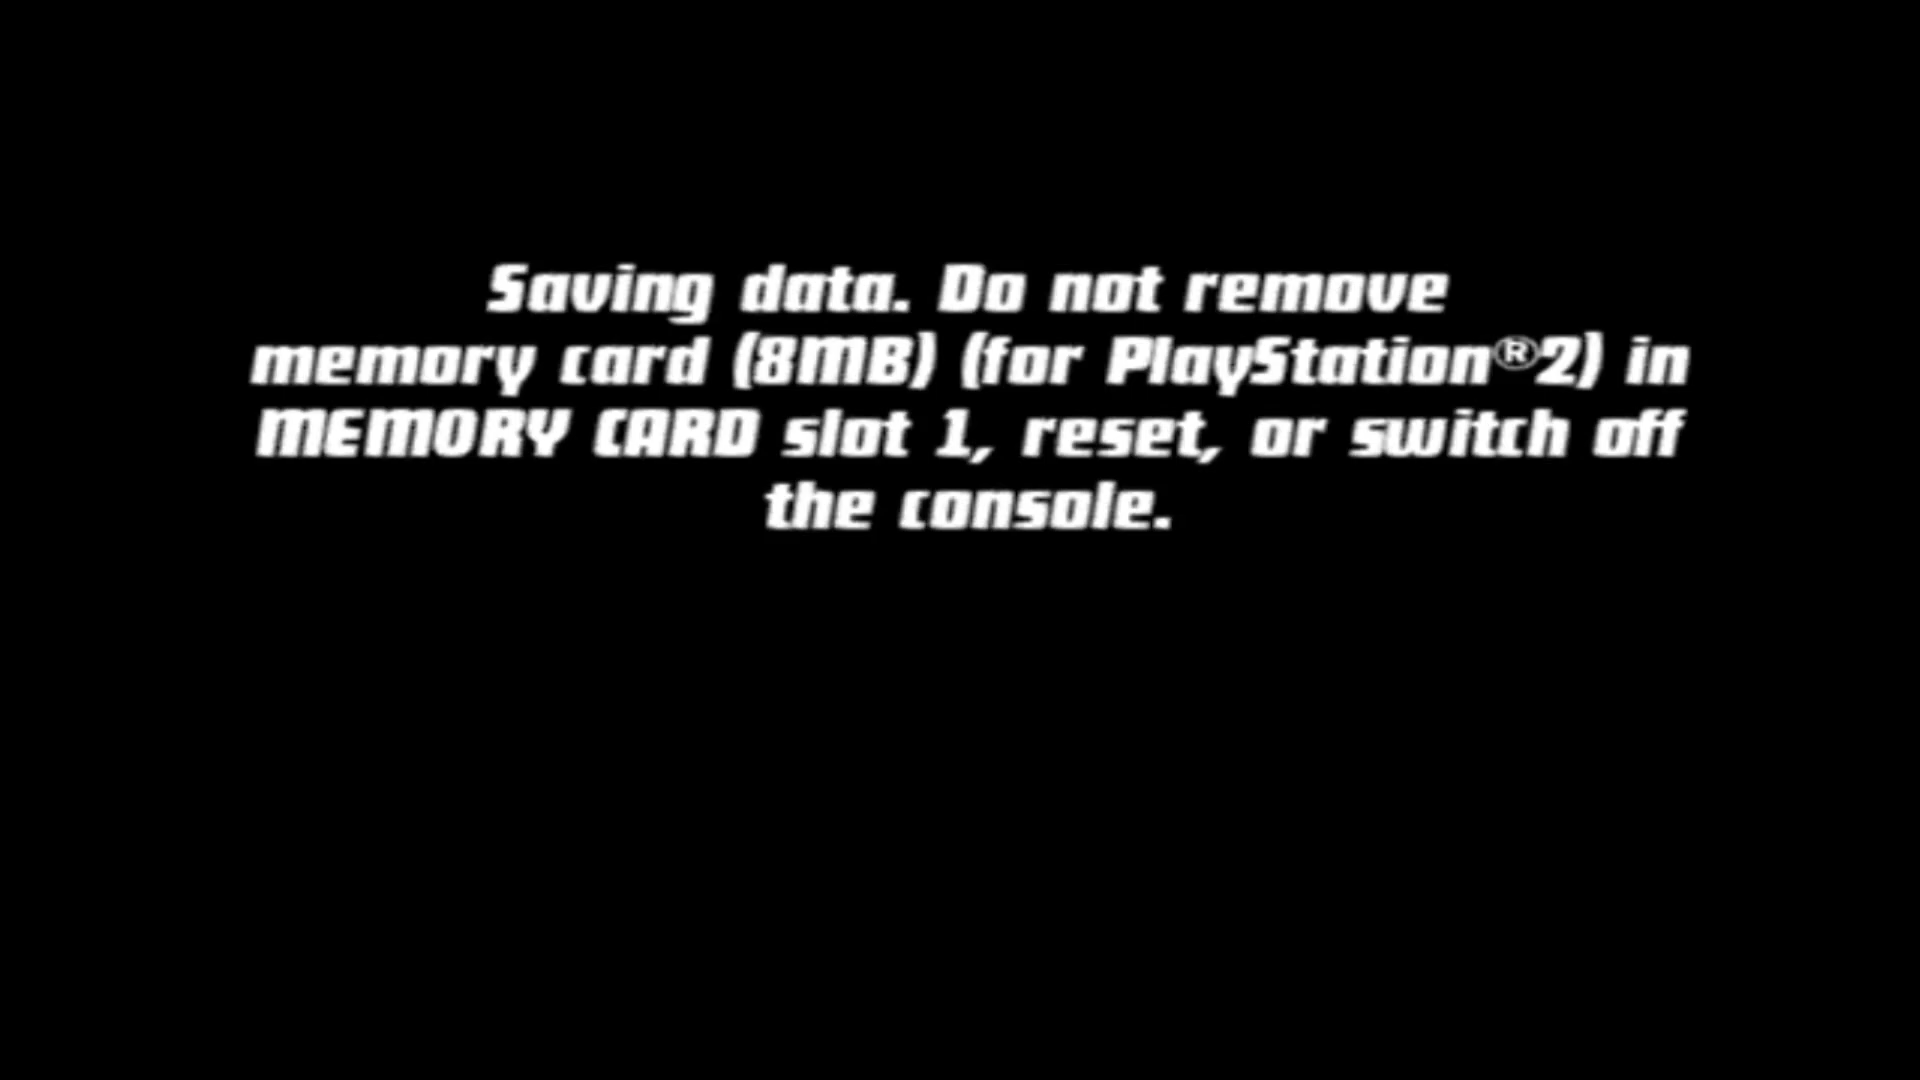 Saving data. Do not remove
memory card (8MB) (for PlayStation®2) in
MEMORY CARD slot 1, reset, or switch off
the console.